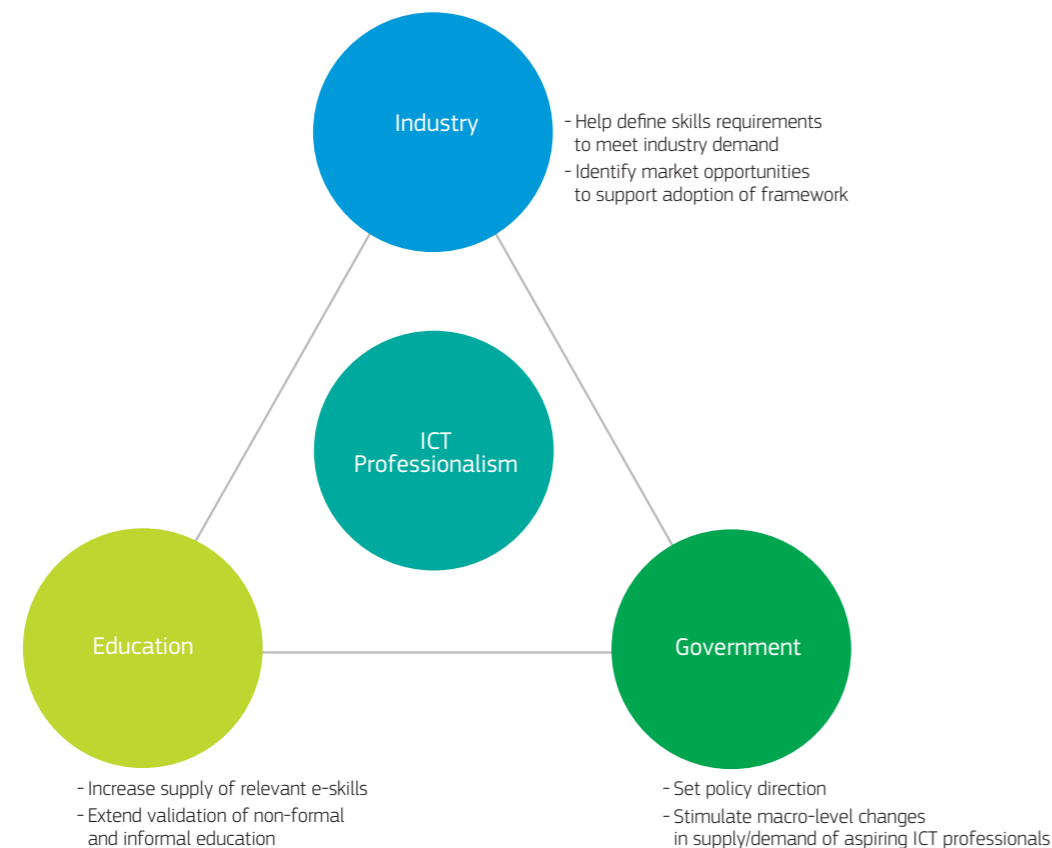 Industry
- Help define skills requirements
to meet industry demand
- Identify market opportunities
to support adoption of framework
ICT
Professionalism
Education
Government
- Increase supply of relevant e-skills
- Extend validation of non-formal
and informal education
- Set policy direction
- Stimulate macro-level changes
in supply/demand of aspiring ICT professionals